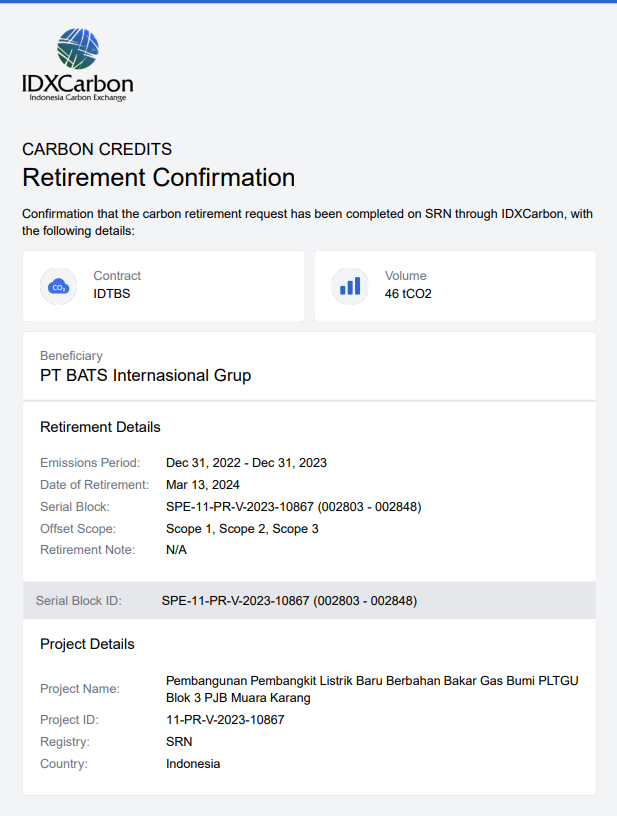 IDXCarbon
Indonesia Carbon Exchange
CARBON CREDITS
Retirement Confirmation
Confirmation that the carbon retirement request has been completed on SRN through IDXCarbon, with
the following details:
CO₂
Contract
IDTBS
Volume
46 tCO2
Beneficiary
PT BATS Internasional Grup
Retirement Details
Emissions Period: Dec 31, 2022 - Dec 31, 2023
Date of Retirement: Mar 13, 2024
Serial Block: SPE-11-PR-V-2023-10867 (002803 - 002848)
Offset Scope: Scope 1, Scope 2, Scope 3
Retirement Note: N/A
Serial Block ID: SPE-11-PR-V-2023-10867 (002803 - 002848)
Project Details
Project Name: Pembangunan Pembangkit Listrik Baru Berbahan Bakar Gas Bumi PLTGU
Blok 3 PJB Muara Karang
Project ID: 11-PR-V-2023-10867
Registry: SRN
Country: Indonesia